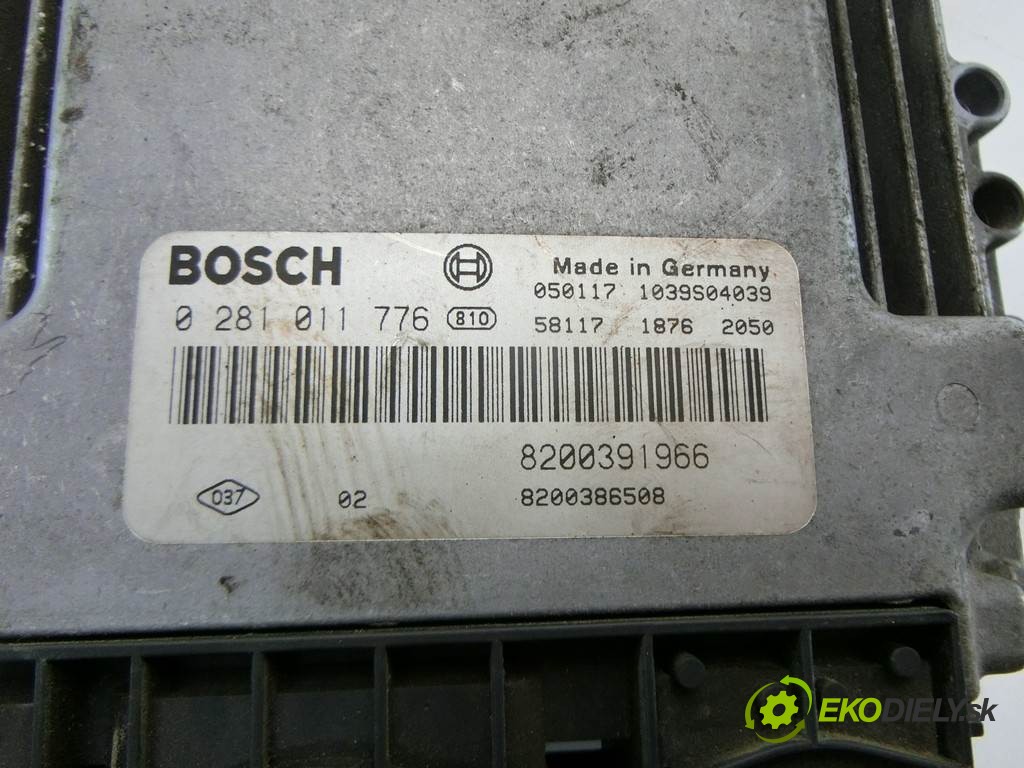 BOSCH
Made in Germany
050117 1039S04039
0 281 011 776 810
58117 1876 2050
8200391966
037 02 8200386508
EKODIELY.sk